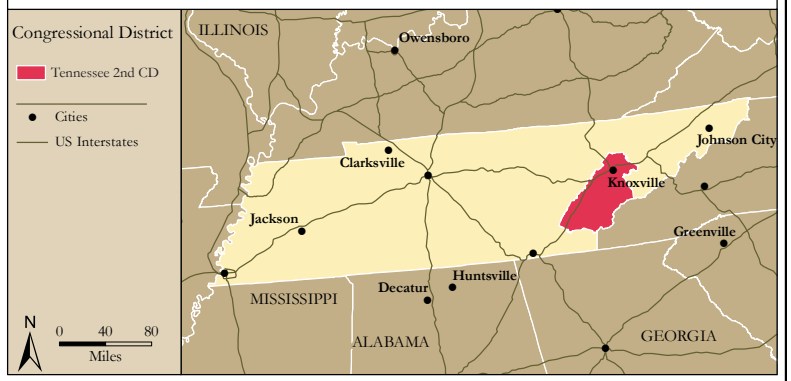 Congressional District
Tennessee 2nd CD
Cities
US Interstates
N
0 40 80
Miles
ILLINOIS
Owensboro
Clarksville
Johnson City
Knoxville
Jackson
Greenville
Huntsville
Decatur
MISSISSIPPI
ALABAMA
GEORGIA